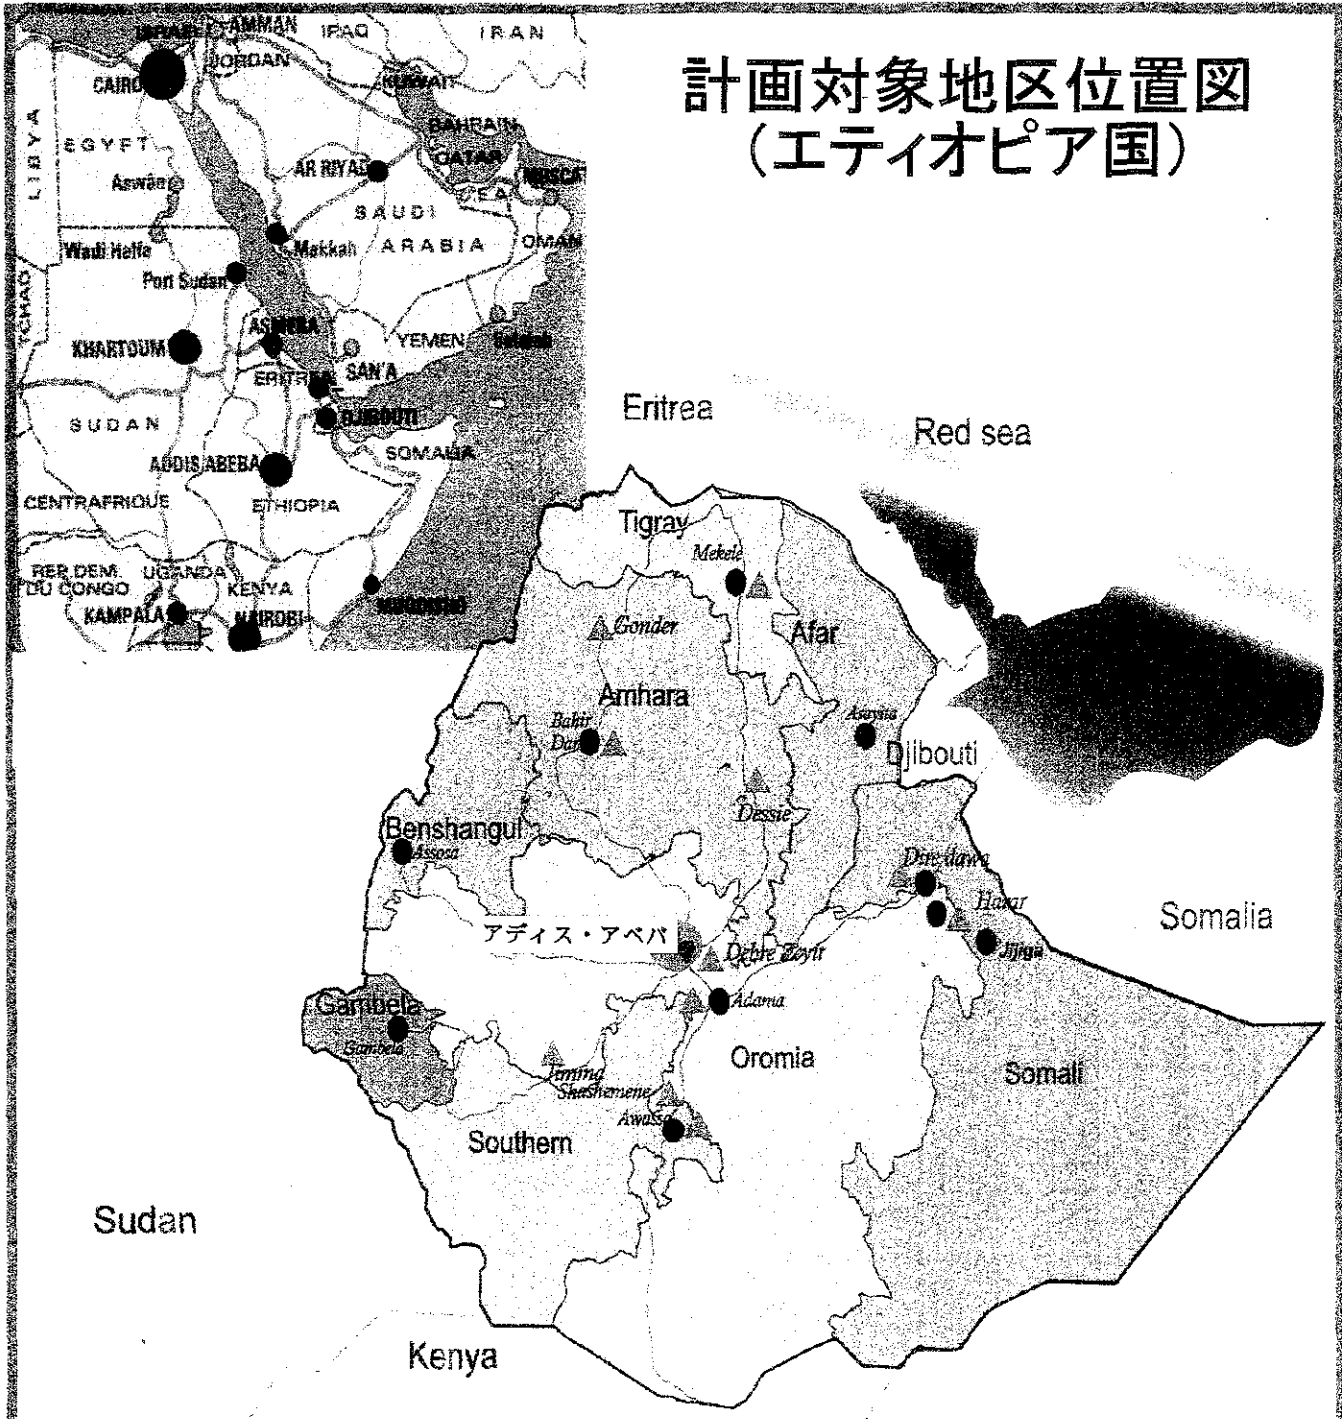 計画対象地区位置図
(エティオピア国)
ISRAEL
AMMAN
IRAQ
IRAN
CAIRO
JORDAN
KUWAIT
LIBYA
EGYPT
BAHRAIN
QATAR
Aswân
AR RIYAD
SAUDI
ARABIA
OMAN
Wadi Halfa
Makkah
Port Sudan
TCHAD
ASMERA
KHARTOUM
YEMEN
SAN'A
ERITREA
DJIBOUTI
SUDAN
SOMALIA
ADDIS ABEBA
CENTRAFRIQUE
ETHIOPIA
REP. DEM.
DU CONGO
UGANDA
KENYA
KAMPALA
NAIROBI
Eritrea
Red sea
Tigray
Mekele
Gonder
Afar
Amhara
Bahir
Dar
Asayita
Djibouti
Dessie
Benshangul
Assosa
Dire dawa
Harar
Somalia
アディス・アベバ
Debre Zeyit
Jijiga
Gambela
Gambela
Adama
Oromia
Somali
Jimma
Shashemene
Awassa
Southern
Sudan
Kenya